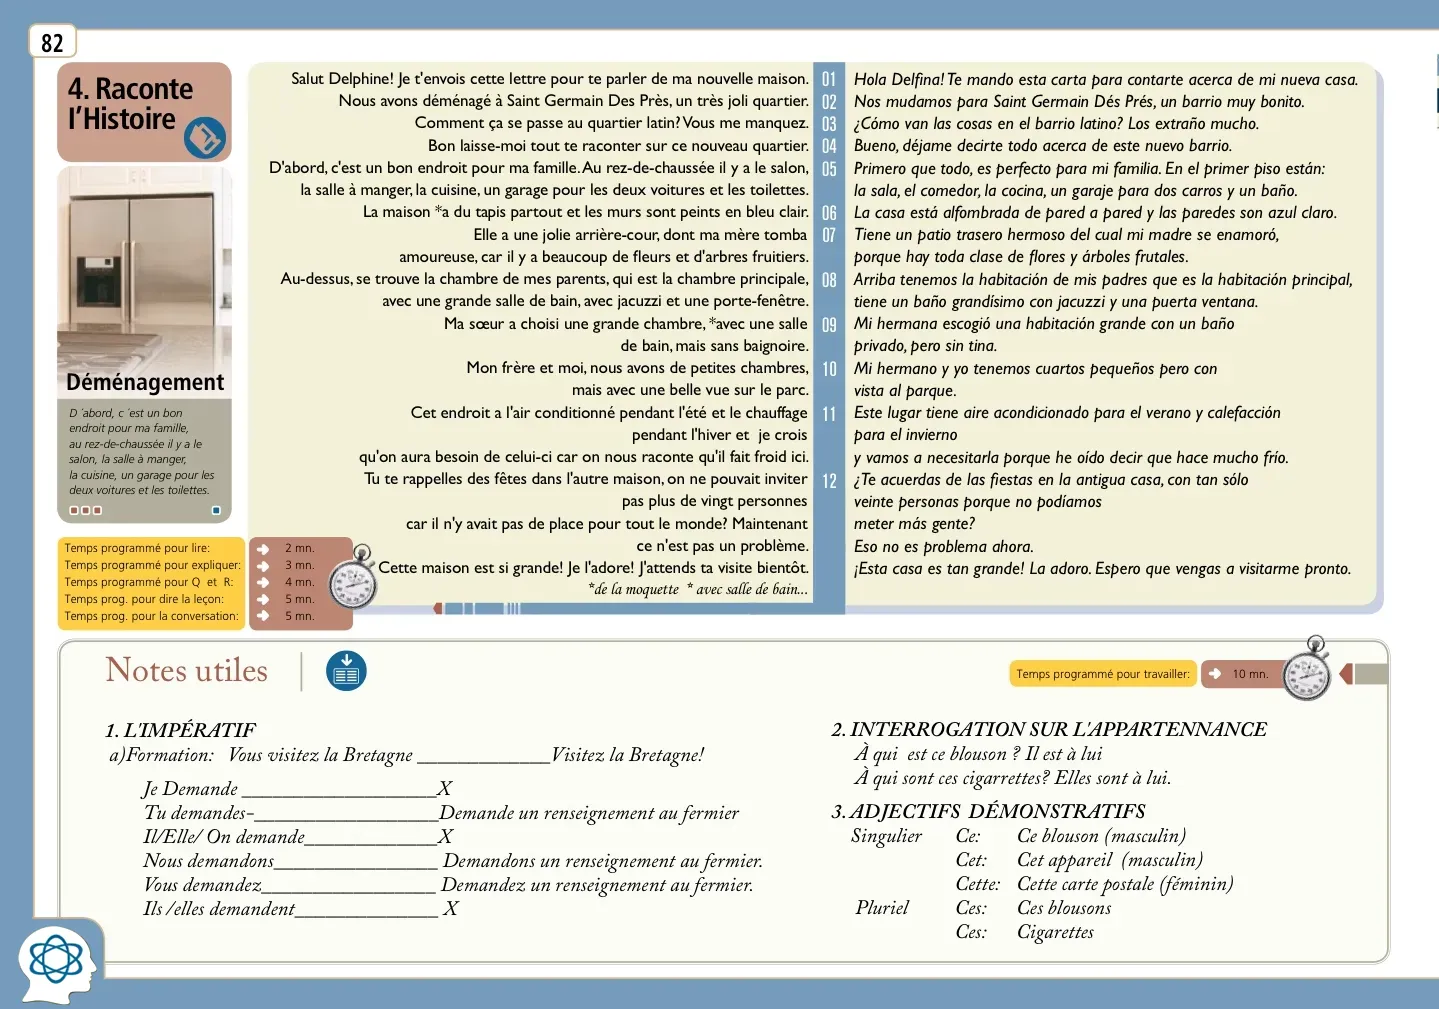 82
4. Raconte
l'Histoire
Déménagement
D ´abord, c ´est un bon
endroit pour ma famille,
au rez-de-chaussée il y a le
salon, la salle à manger,
la cuisine, un garage pour les
deux voitures et les toilettes.
Salut Delphine! Je t'envois cette lettre pour te parler de ma nouvelle maison. 01 Hola Delfina! Te mando esta carta para contarte acerca de mi nueva casa.
Nous avons déménagé à Saint Germain Des Près, un très joli quartier. 02 Nos mudamos para Saint Germain Dés Prés, un barrio muy bonito.
Comment ça se passe au quartier latin? Vous me manquez. 03 ¿Cómo van las cosas en el barrio latino? Los extraño mucho.
Bon laisse-moi tout te raconter sur ce nouveau quartier. 04 Bueno, déjame decirte todo acerca de este nuevo barrio.
D'abord, c'est un bon endroit pour ma famille. Au rez-de-chaussée il y a le salon, 05 Primero que todo, es perfecto para mi familia. En el primer piso están:
la salle à manger, la cuisine, un garage pour les deux voitures et les toilettes. la sala, el comedor, la cocina, un garaje para dos carros y un baño.
La maison *a du tapis partout et les murs sont peints en bleu clair. 06 La casa está alfombrada de pared a pared y las paredes son azul claro.
Elle a une jolie arrière-cour, dont ma mère tomba 07 Tiene un patio trasero hermoso del cual mi madre se enamoró,
amoureuse, car il y a beaucoup de fleurs et d'arbres fruitiers. porque hay toda clase de flores y árboles frutales.
Au-dessus, se trouve la chambre de mes parents, qui est la chambre principale, 08 Arriba tenemos la habitación de mis padres que es la habitación principal,
avec une grande salle de bain, avec jacuzzi et une porte-fenêtre. tiene un baño grandísimo con jacuzzi y una puerta ventana.
Ma sœur a choisi une grande chambre, *avec une salle 09 Mi hermana escogió una habitación grande con un baño
de bain, mais sans baignoire. privado, pero sin tina.
Mon frère et moi, nous avons de petites chambres, 10 Mi hermano y yo tenemos cuartos pequeños pero con
mais avec une belle vue sur le parc. vista al parque.
Cet endroit a l'air conditionné pendant l'été et le chauffage 11 Este lugar tiene aire acondicionado para el verano y calefacción
pendant l'hiver et je crois para el invierno
qu'on aura besoin de celui-ci car on nous raconte qu'il fait froid ici. y vamos a necesitarla porque he oído decir que hace mucho frío.
Tu te rappelles des fêtes dans l'autre maison, on ne pouvait inviter 12 ¿Te acuerdas de las fiestas en la antigua casa, con tan sólo
pas plus de vingt personnes veinte personas porque no podíamos
car il n'y avait pas de place pour tout le monde? Maintenant meter más gente?
ce n'est pas un problème. Eso no es problema ahora.
Cette maison est si grande! Je l'adore! J'attends ta visite bientôt. ¡Esta casa es tan grande! La adoro. Espero que vengas a visitarme pronto.
*de la moquette * avec salle de bain...
Temps programmé pour lire: 2 mn.
Temps programmé pour expliquer: 3 mn.
Temps programmé pour Q et R: 4 mn.
Temps prog. pour dire la leçon: 5 mn.
Temps prog. pour la conversation: 5 mn.
Notes utiles
Temps programmé pour travailler: 10 mn.
1. L'IMPÉRATIF
a)Formation: Vous visitez la Bretagne _____________Visitez la Bretagne!
Je Demande ___________________X
Tu demandes-__________________Demande un renseignement au fermier
Il/Elle/ On demande_____________X
Nous demandons________________ Demandons un renseignement au fermier.
Vous demandez_________________ Demandez un renseignement au fermier.
Ils /elles demandent______________ X
2. INTERROGATION SUR L'APPARTENNANCE
À qui est ce blouson ? Il est à lui
À qui sont ces cigarrettes? Elles sont à lui.
3. ADJECTIFS DÉMONSTRATIFS
Singulier Ce: Ce blouson (masculin)
Cet: Cet appareil (masculin)
Cette: Cette carte postale (féminin)
Pluriel Ces: Ces blousons
Ces: Cigarettes